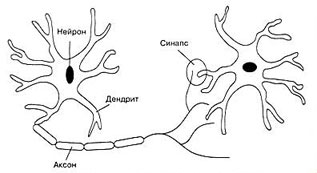 Нейрон
Синапс
Дендрит
Аксон